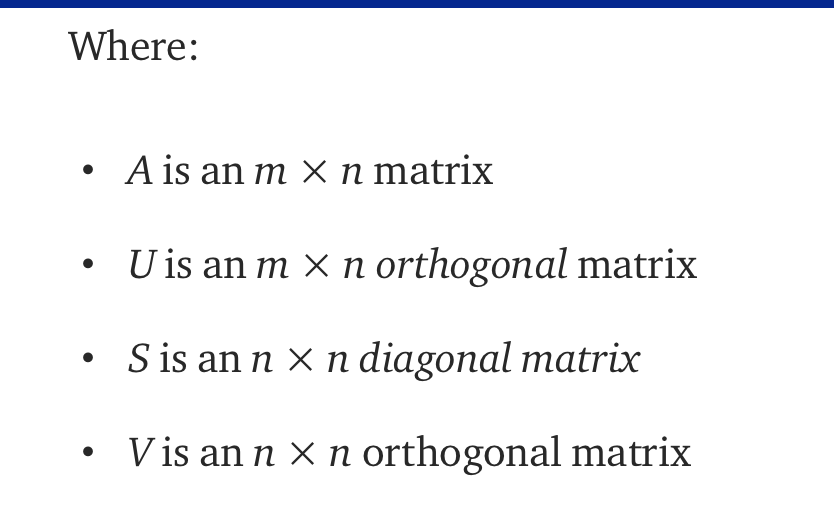 Where:
• A is an m × n matrix
• U is an m × n orthogonal matrix
• S is an n × n diagonal matrix
• V is an n × n orthogonal matrix